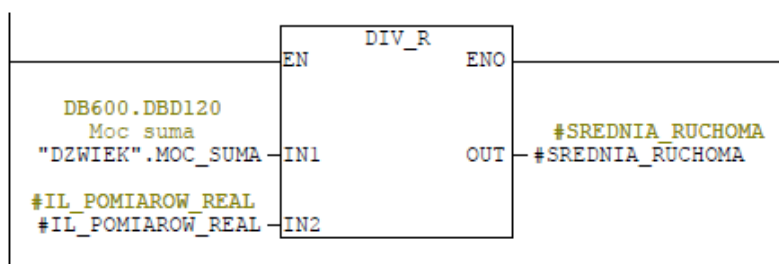 DIV_R
EN ENO
DB600.DBD120
Moc suma
"DZWIEK".MOC_SUMA IN1 OUT #SREDNIA_RUCHOMA
#SREDNIA_RUCHOMA
#IL_POMIAROW_REAL
#IL_POMIAROW_REAL IN2